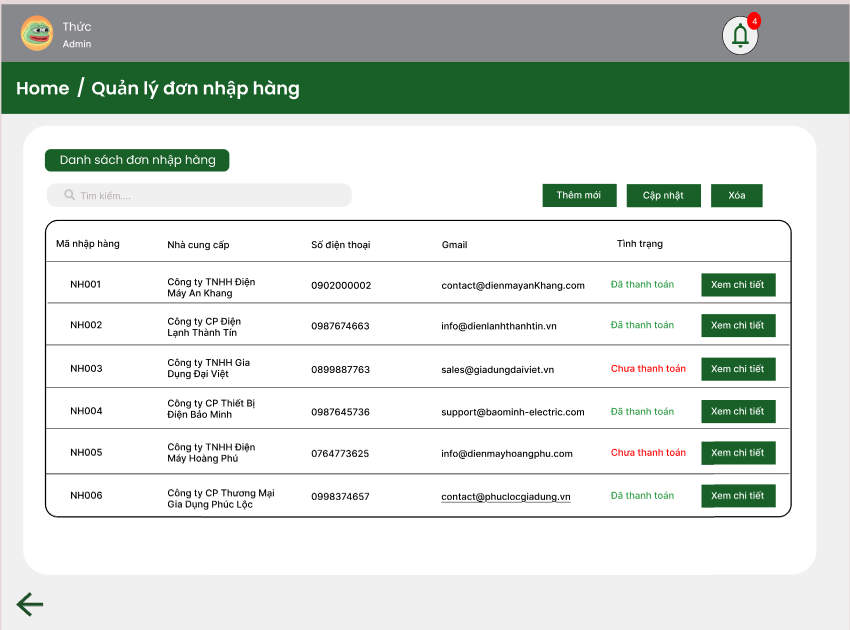 Thức
Admin
4
Home / Quản lý đơn nhập hàng
Danh sách đơn nhập hàng
Tìm kiếm....
Thêm mới
Cập nhật
Xóa
Mã nhập hàng
Nhà cung cấp
Số điện thoại
Gmail
Tình trạng
NH001
Công ty TNHH Điện
Máy An Khang
0902000002
contact@dienmayanKhang.com
Đã thanh toán
Xem chi tiết
NH002
Công ty CP Điện
Lạnh Thành Tín
0987674663
info@dienlanhthanhtin.vn
Đã thanh toán
Xem chi tiết
NH003
Công ty TNHH Gia
Dụng Đại Việt
0899887763
sales@giadungdaiviet.vn
Chưa thanh toán
Xem chi tiết
NH004
Công ty CP Thiết Bị
Điện Bảo Minh
0987645736
support@baominh-electric.com
Đã thanh toán
Xem chi tiết
NH005
Công ty TNHH Điện
Máy Hoàng Phú
0764773625
info@dienmayhoangphu.com
Chưa thanh toán
Xem chi tiết
NH006
Công ty CP Thương Mại
Gia Dụng Phúc Lộc
0998374657
contact@phuclocgiadung.vn
Đã thanh toán
Xem chi tiết